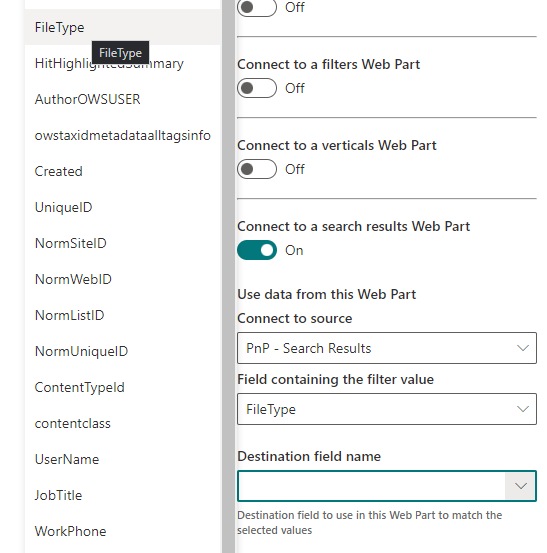 FileType
FileType
HitHighlightedSummary
AuthorOWSUSER
owstaxidmetadataalltagsinfo
Created
UniqueID
NormSiteID
NormWebID
NormListID
NormUniqueID
ContentTypeId
contentclass
UserName
JobTitle
WorkPhone
Off
Connect to a filters Web Part
Off
Connect to a verticals Web Part
Off
Connect to a search results Web Part
On
Use data from this Web Part
Connect to source
PnP - Search Results
Field containing the filter value
FileType
Destination field name
Destination field to use in this Web Part to match the
selected values